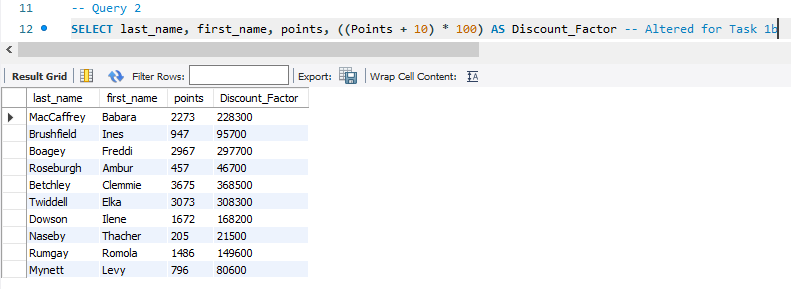 11 -- Query 2
12 SELECT last_name, first_name, points, ((Points + 10) * 100) AS Discount_Factor -- Altered for Task 1b
Result Grid Filter Rows: Export: Wrap Cell Content:
last_name first_name points Discount_Factor
MacCaffrey Babara 2273 228300
Brushfield Ines 947 95700
Boagey Freddi 2967 297700
Roseburgh Ambur 457 46700
Betchley Clemmie 3675 368500
Twiddell Elka 3073 308300
Dowson Ilene 1672 168200
Naseby Thacher 205 21500
Rumgay Romola 1486 149600
Mynett Levy 796 80600